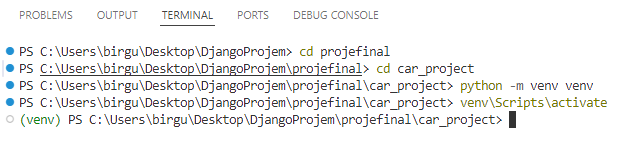 PROBLEMS OUTPUT TERMINAL PORTS DEBUG CONSOLE
PS C:\Users\birgu\Desktop\DjangoProjem> cd projefinal
PS C:\Users\birgu\Desktop\DjangoProjem\projefinal> cd car_project
PS C:\Users\birgu\Desktop\DjangoProjem\projefinal\car_project> python -m venv venv
PS C:\Users\birgu\Desktop\DjangoProjem\projefinal\car_project> venv\Scripts\activate
(venv) PS C:\Users\birgu\Desktop\DjangoProjem\projefinal\car_project>